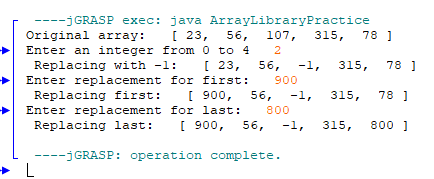 ----jGRASP exec: java ArrayLibraryPractice
Original array:   [ 23,  56,  107,  315,  78 ]
Enter an integer from 0 to 4   2
Replacing with -1:   [ 23,  56,  -1,  315,  78 ]
Enter replacement for first:   900
Replacing first:   [ 900,  56,  -1,  315,  78 ]
Enter replacement for last:   800
Replacing last:   [ 900,  56,  -1,  315,  800 ]
----jGRASP: operation complete.